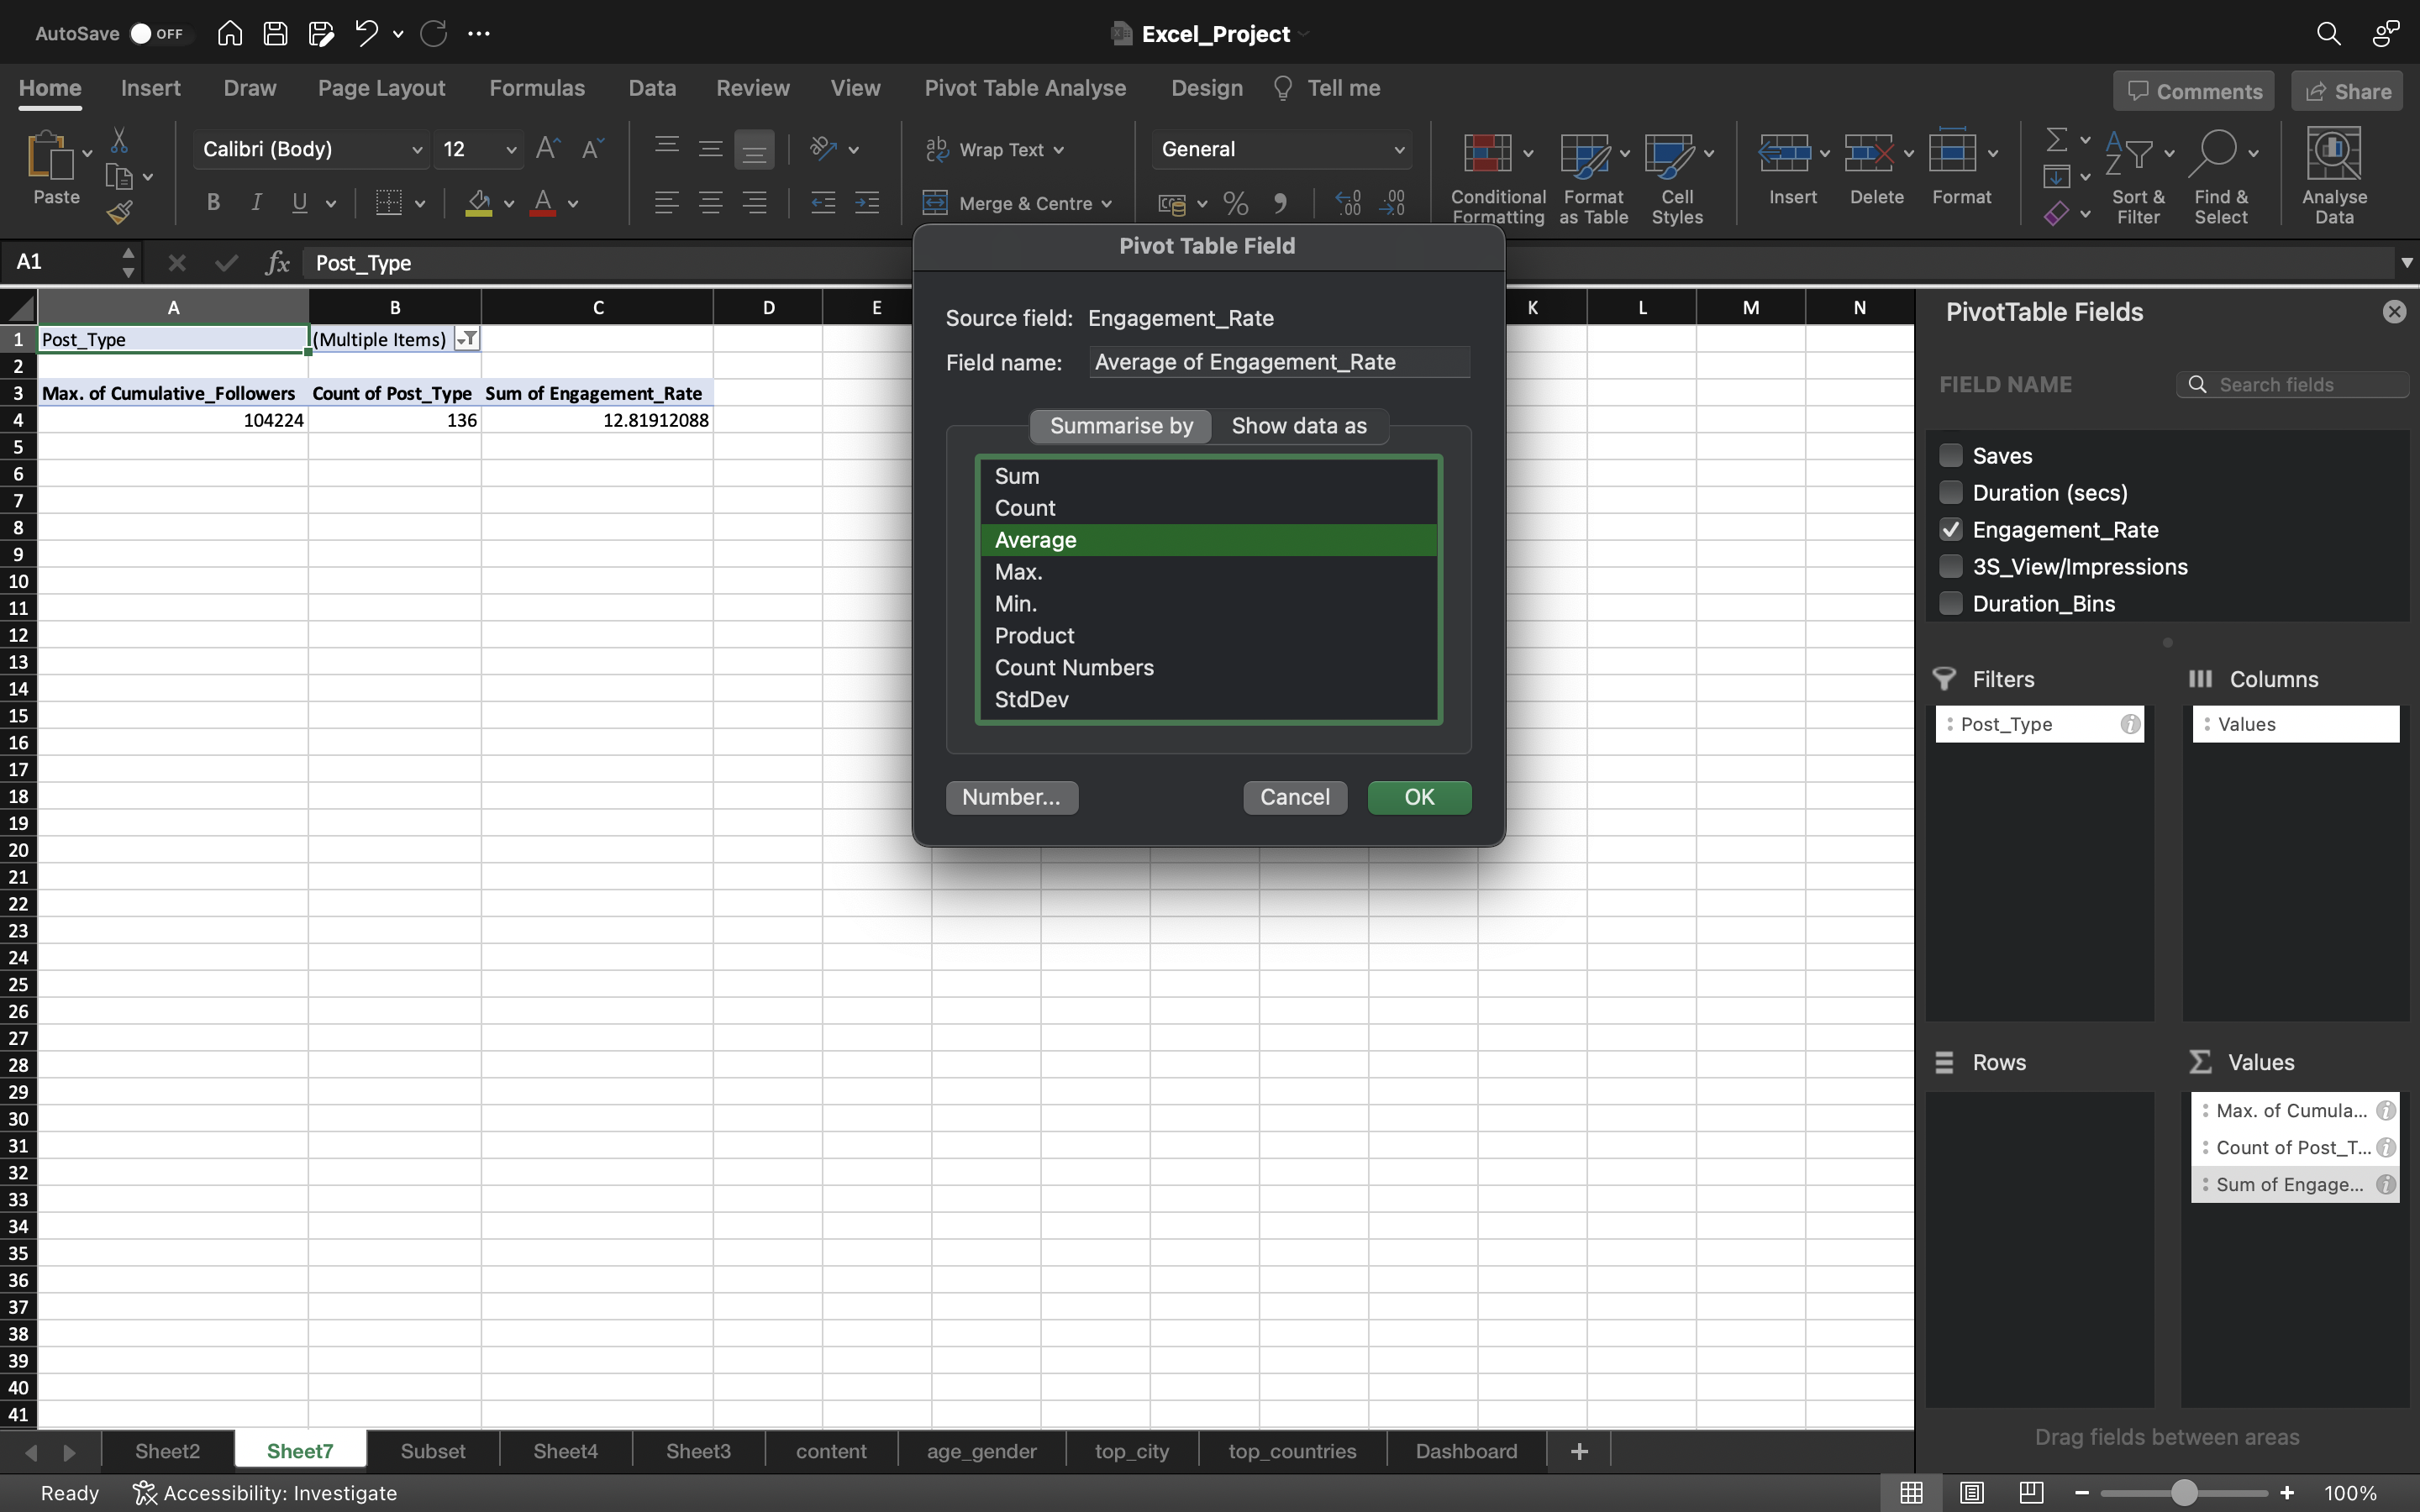 AutoSave OFF
Excel_Project
Home Insert Draw Page Layout Formulas Data Review View Pivot Table Analyse Design Tell me
Comments Share
Paste
Calibri (Body) 12
B I U A
ab Wrap Text
Merge & Centre
General
Conditional Formatting
Format as Table
Cell Styles
Insert
Delete
Format
Sort & Filter
Find & Select
Analyse Data
A1 fx Post_Type
A B C D E K L M N
1 Post_Type (Multiple Items)
2
3 Max. of Cumulative_Followers Count of Post_Type Sum of Engagement_Rate
4 104224 136 12.81912088
5
6
7
8
9
10
11
12
13
14
15
16
17
18
19
20
21
22
23
24
25
26
27
28
29
30
31
32
33
34
35
36
37
38
39
40
41
Pivot Table Field
Source field: Engagement_Rate
Field name: Average of Engagement_Rate
Summarise by Show data as
Sum
Count
Average
Max.
Min.
Product
Count Numbers
StdDev
Number... Cancel OK
PivotTable Fields
FIELD NAME Search fields
Saves
Duration (secs)
Engagement_Rate
3S_View/Impressions
Duration_Bins
Filters Columns
Post_Type Values
Rows Values
Max. of Cumula...
Count of Post_T...
Sum of Engage...
Drag fields between areas
Sheet2 Sheet7 Subset Sheet4 Sheet3 content age_gender top_city top_countries Dashboard +
Ready Accessibility: Investigate 100%